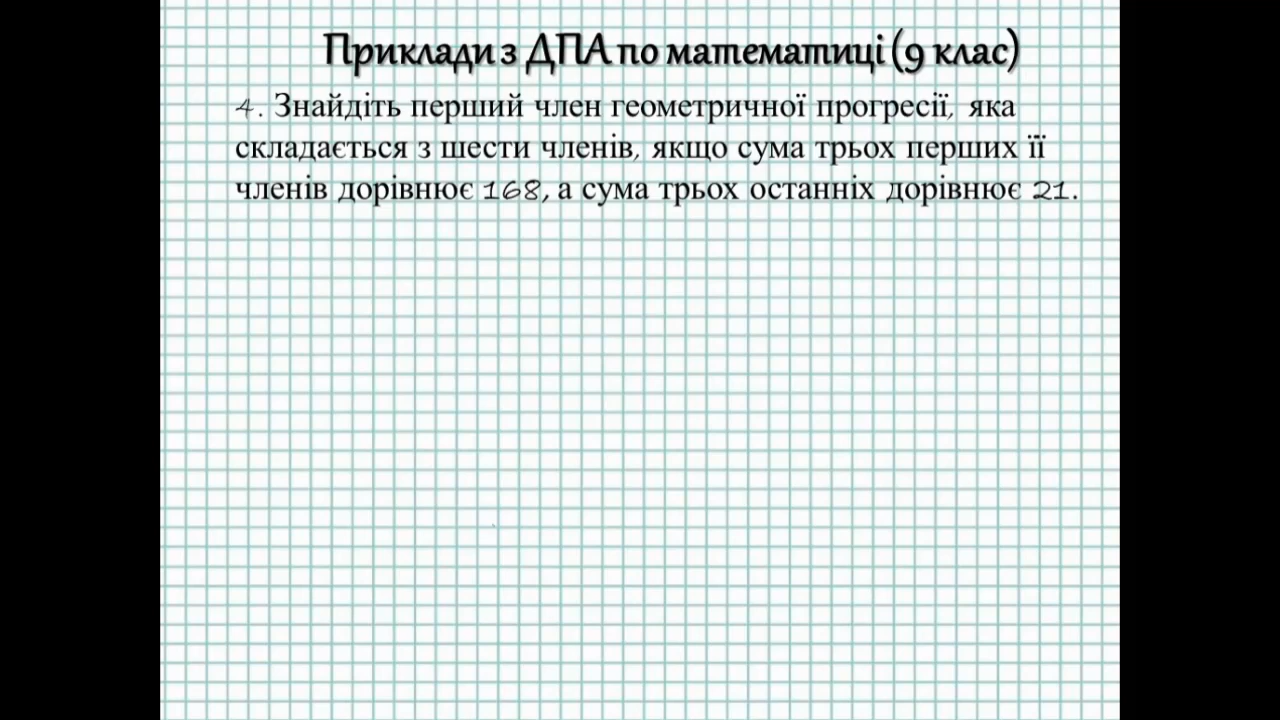 Приклади з ДПА по математиці (9 клас)
4. Знайдіть перший член геометричної прогресії, яка
складається з шести членів, якщо сума трьох перших її
членів дорівнює 168, а сума трьох останніх дорівнює 21.